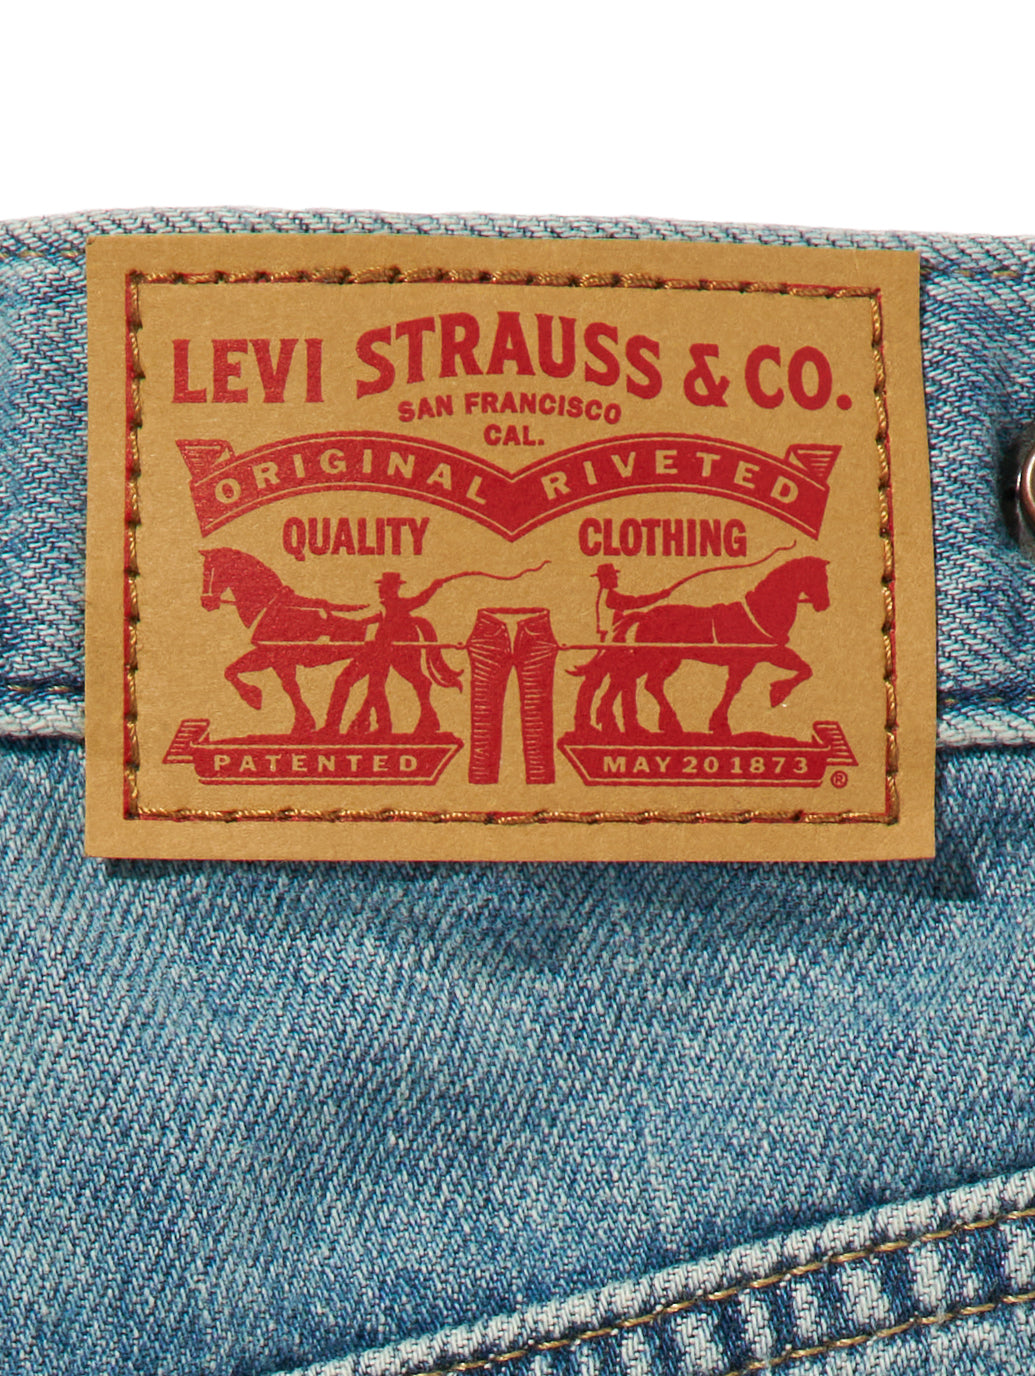 LEVI STRAUSS & CO.
SAN FRANCISCO
CAL.
ORIGINAL RIVETED
QUALITY CLOTHING
PATENTED MAY 20 1873 ®